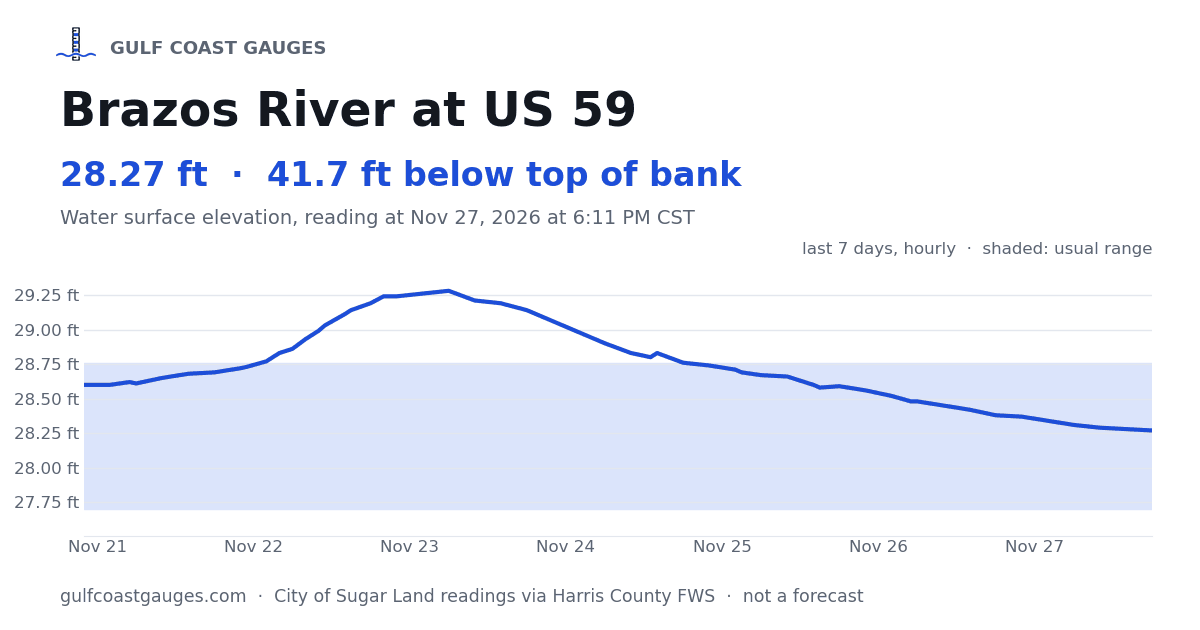 GULF COAST GAUGES
Brazos River at US 59
28.27 ft · 41.7 ft below top of bank
Water surface elevation, reading at Nov 27, 2026 at 6:11 PM CST
last 7 days, hourly · shaded: usual range
29.25 ft
29.00 ft
28.75 ft
28.50 ft
28.25 ft
28.00 ft
27.75 ft
Nov 21 Nov 22 Nov 23 Nov 24 Nov 25 Nov 26 Nov 27
gulfcoastgauges.com · City of Sugar Land readings via Harris County FWS · not a forecast